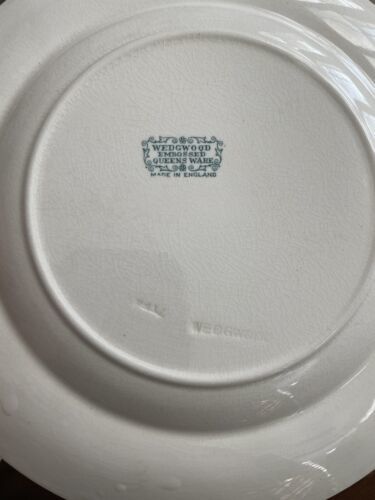 WEDGWOOD
EMBOSSED
QUEENS WARE
MADE IN ENGLAND
WEDGWOOD